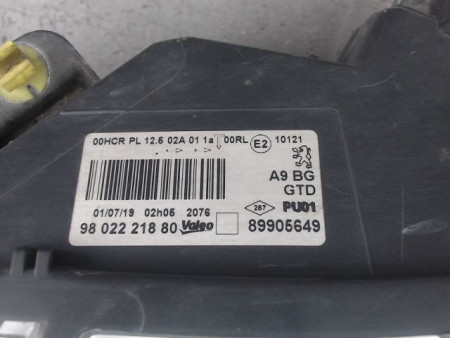 00HCR PL 12.5 02A 01 1a 00RL E2 10121
A9 BG
GTD
01/07/19 02h05 2076 267 PU01
98 022 218 80 Valeo 89905649